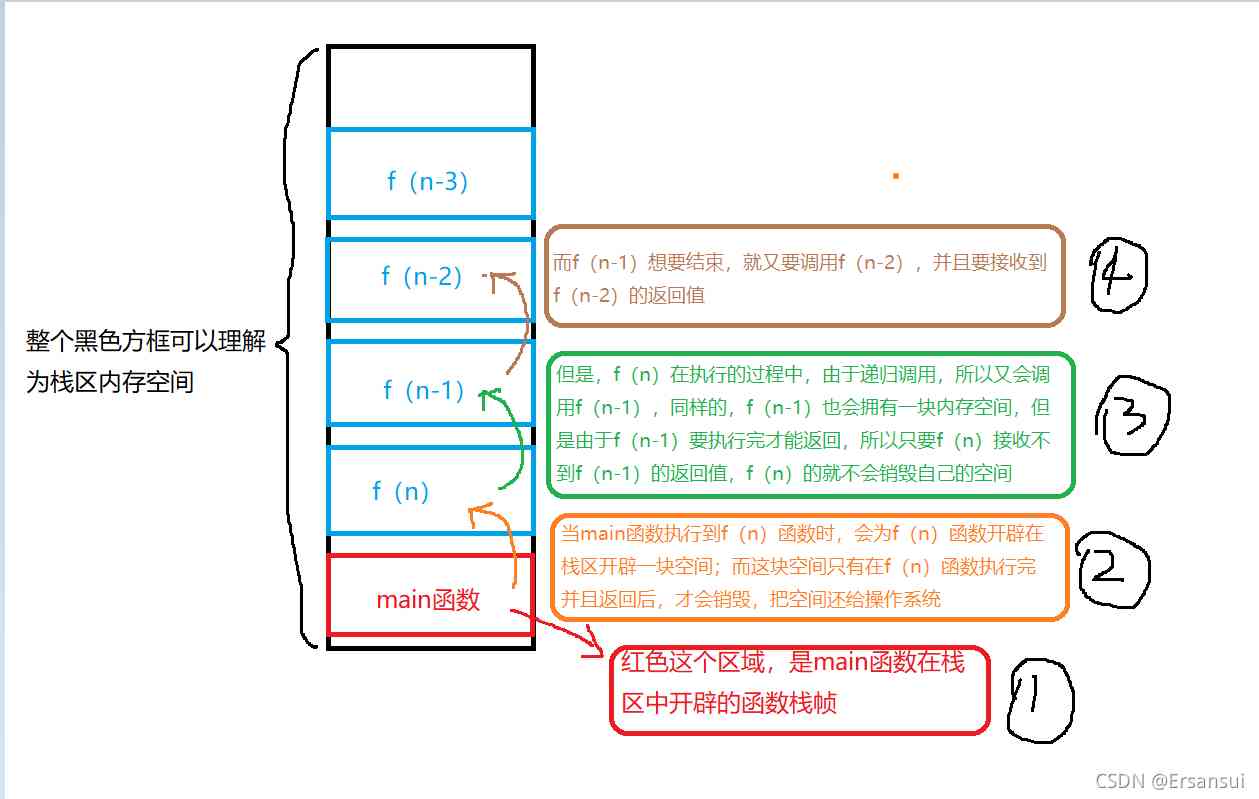 f（n-3）
f（n-2）
而f（n-1）想要结束，就又要调用f（n-2），并且要接收到
f（n-2）的返回值
4
整个黑色方框可以理解
为栈区内存空间
f（n-1）
但是，f（n）在执行的过程中，由于递归调用，所以又会调
用f（n-1），同样的，f（n-1）也会拥有一块内存空间，但
是由于f（n-1）要执行完才能返回，所以只要f（n）接收不
到f（n-1）的返回值，f（n）的就不会销毁自己的空间
3
f（n）
当main函数执行到f（n）函数时，会为f（n）函数开辟在
栈区开辟一块空间；而这块空间只有在f（n）函数执行完
并且返回后，才会销毁，把空间还给操作系统
2
main函数
红色这个区域，是main函数在栈
区中开辟的函数栈帧
1
CSDN @Ersansui